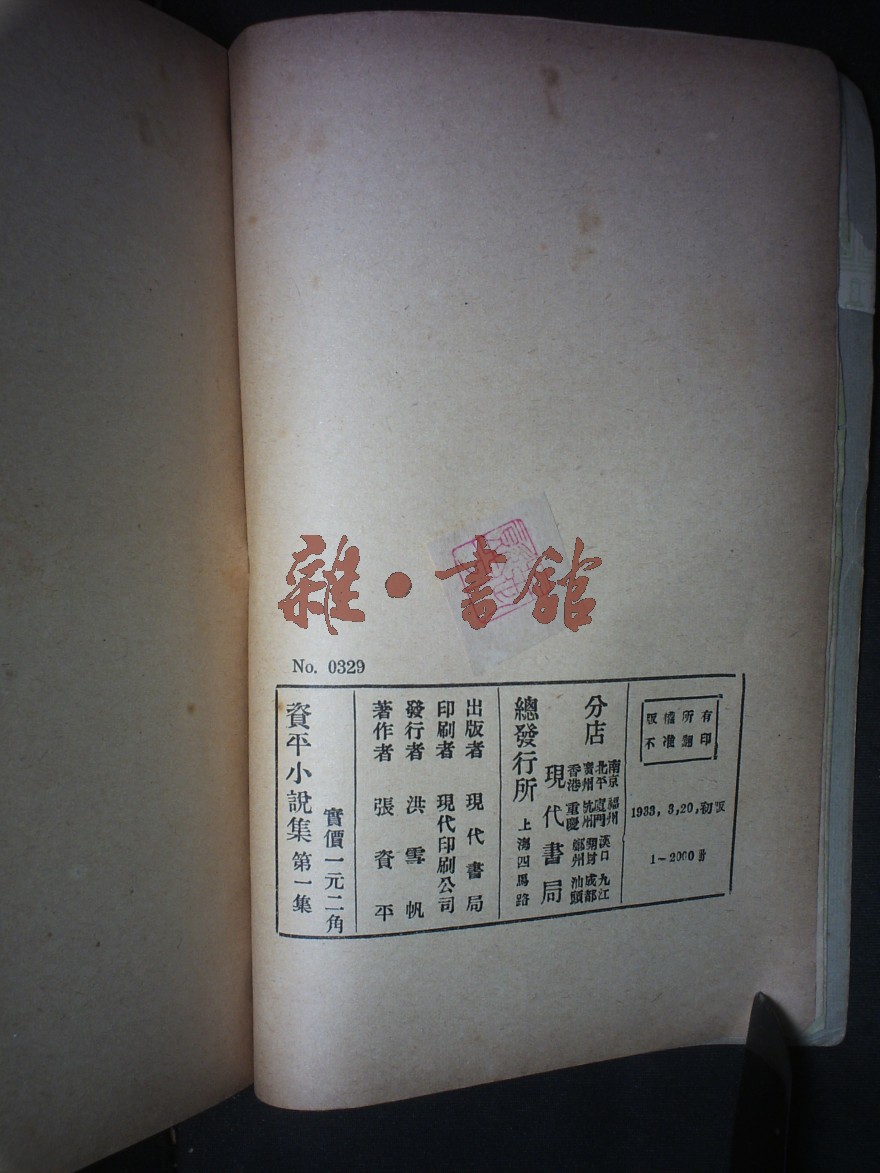 雜·書館
No. 0329
版權所有
不准翻印
1933, 3, 20, 初版
1-2000冊
分店
南京 福州 漢口 九江
北平 廈門 開封 成都
廣州 杭州 鄭州 汕頭
香港 重慶
總發行所
現代書局
上海四馬路
出版者 現代書局
印刷者 現代印刷公司
發行者 洪雪帆
著作者 張資平
實價一元二角
資平小說集 第一集